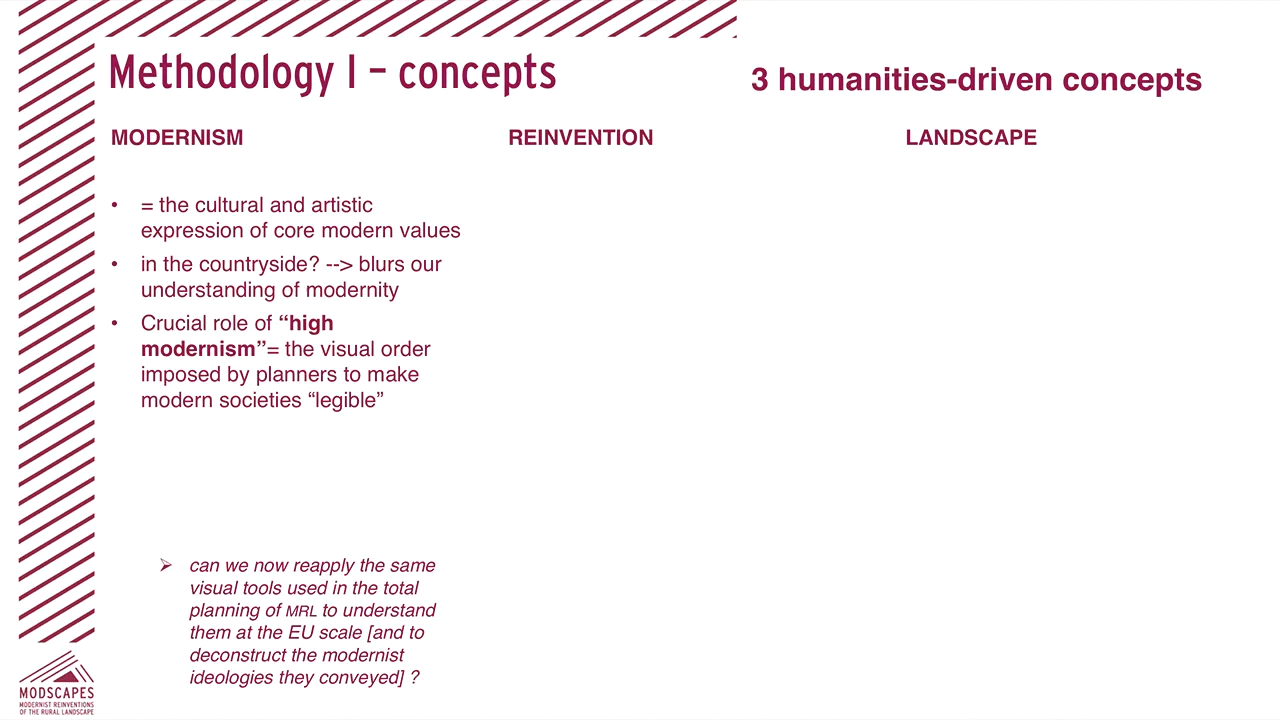 Methodology I – concepts
3 humanities-driven concepts
MODERNISM
REINVENTION
LANDSCAPE
• = the cultural and artistic
expression of core modern values
• in the countryside? --> blurs our
understanding of modernity
• Crucial role of “high
modernism”= the visual order
imposed by planners to make
modern societies “legible”
➢ can we now reapply the same
visual tools used in the total
planning of MRL to understand
them at the EU scale [and to
deconstruct the modernist
ideologies they conveyed] ?
MODSCAPES
MODERNIST REINVENTIONS
OF THE RURAL LANDSCAPE